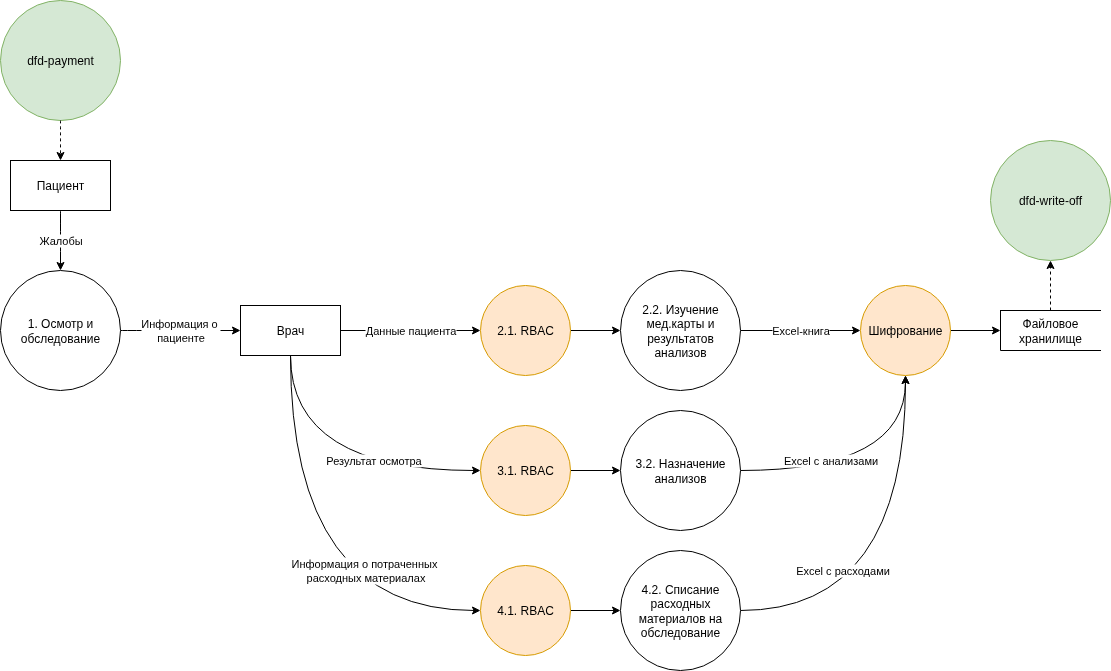 dfd-payment
Пациент
Жалобы
1. Осмотр и
обследование
Информация о
пациенте
Врач
Данные пациента
2.1. RBAC
2.2. Изучение
мед.карты и
результатов
анализов
Excel-книга
Шифрование
Файловое
хранилище
dfd-write-off
Результат осмотра
3.1. RBAC
3.2. Назначение
анализов
Excel с анализами
Информация о потраченных
расходных материалах
4.1. RBAC
4.2. Списание
расходных
материалов на
обследование
Excel с расходами